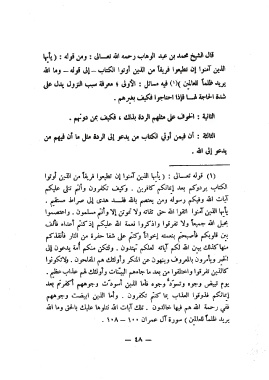 قال الشيخ محمد بن عبد الوهاب رحمه الله تعالى : ومن قوله : ( يأيها
الذين آمنوا إن تطيعوا فريقاً من الذين أوتوا الكتاب – إلى قوله – وما الله
يريد ظلماً للعالمين ) (١) فيه مسائل : الأولى : معرفة سبب النزول يدل على
شدة الحاجة لها فإذا احتاجوا فكيف بغيرهم .
الثانية : الخوف على مثلهم الردة بذلك ، فكيف بمن دونهم .
الثالثة : أن فيمن أوتي الكتاب من يدعو إلى الردة مثل ما أن فيهم من
يدعو إلى الله .
(١) قوله تعالى : يأيها الذين آمنوا إن تطيعوا فريقاً من الذين أوتوا
الكتاب يردوكم بعد إيمانكم كافرين . وكيف تكفرون وأنتم تتلى عليكم
آيات الله وفيكم رسوله ومن يعتصم بالله فقد هدى إلى صراط مستقيم .
يأيها الذين آمنوا اتقوا الله حق تقاته ولا تموتن إلا وأنتم مسلمون . واعتصموا
بحبل الله جميعاً ولا تفرقوا واذكروا نعمة الله عليكم إذ كنتم أعداء فألف
بين قلوبكم فأصبحتم بنعمته إخواناً وكنتم على شفا حفرة من النار فأنقذكم
منها كذلك يبين الله لكم آياته لعلكم تهتدون . ولتكن منكم أمة يدعون إلى
الخير ويأمرون بالمعروف وينهون عن المنكر وأولئك هم المفلحون . ولا تكونوا
كالذين تفرقوا واختلفوا من بعد ما جاءهم البينات وأولئك لهم عذاب عظيم .
يوم تبيض وجوه وتسود وجوه فأما الذين اسودت وجوههم أكفرتم بعد
إيمانكم فذوقوا العذاب بما كنتم تكفرون . وأما الذين ابيضت وجوههم
ففي رحمة الله هم فيها خالدون . تلك آيات الله نتلوها عليك بالحق وما الله
يريد ظلماً للعالمين ) سورة آل عمران ١٠٠ – ١٠٨ .
– ٤٨ –